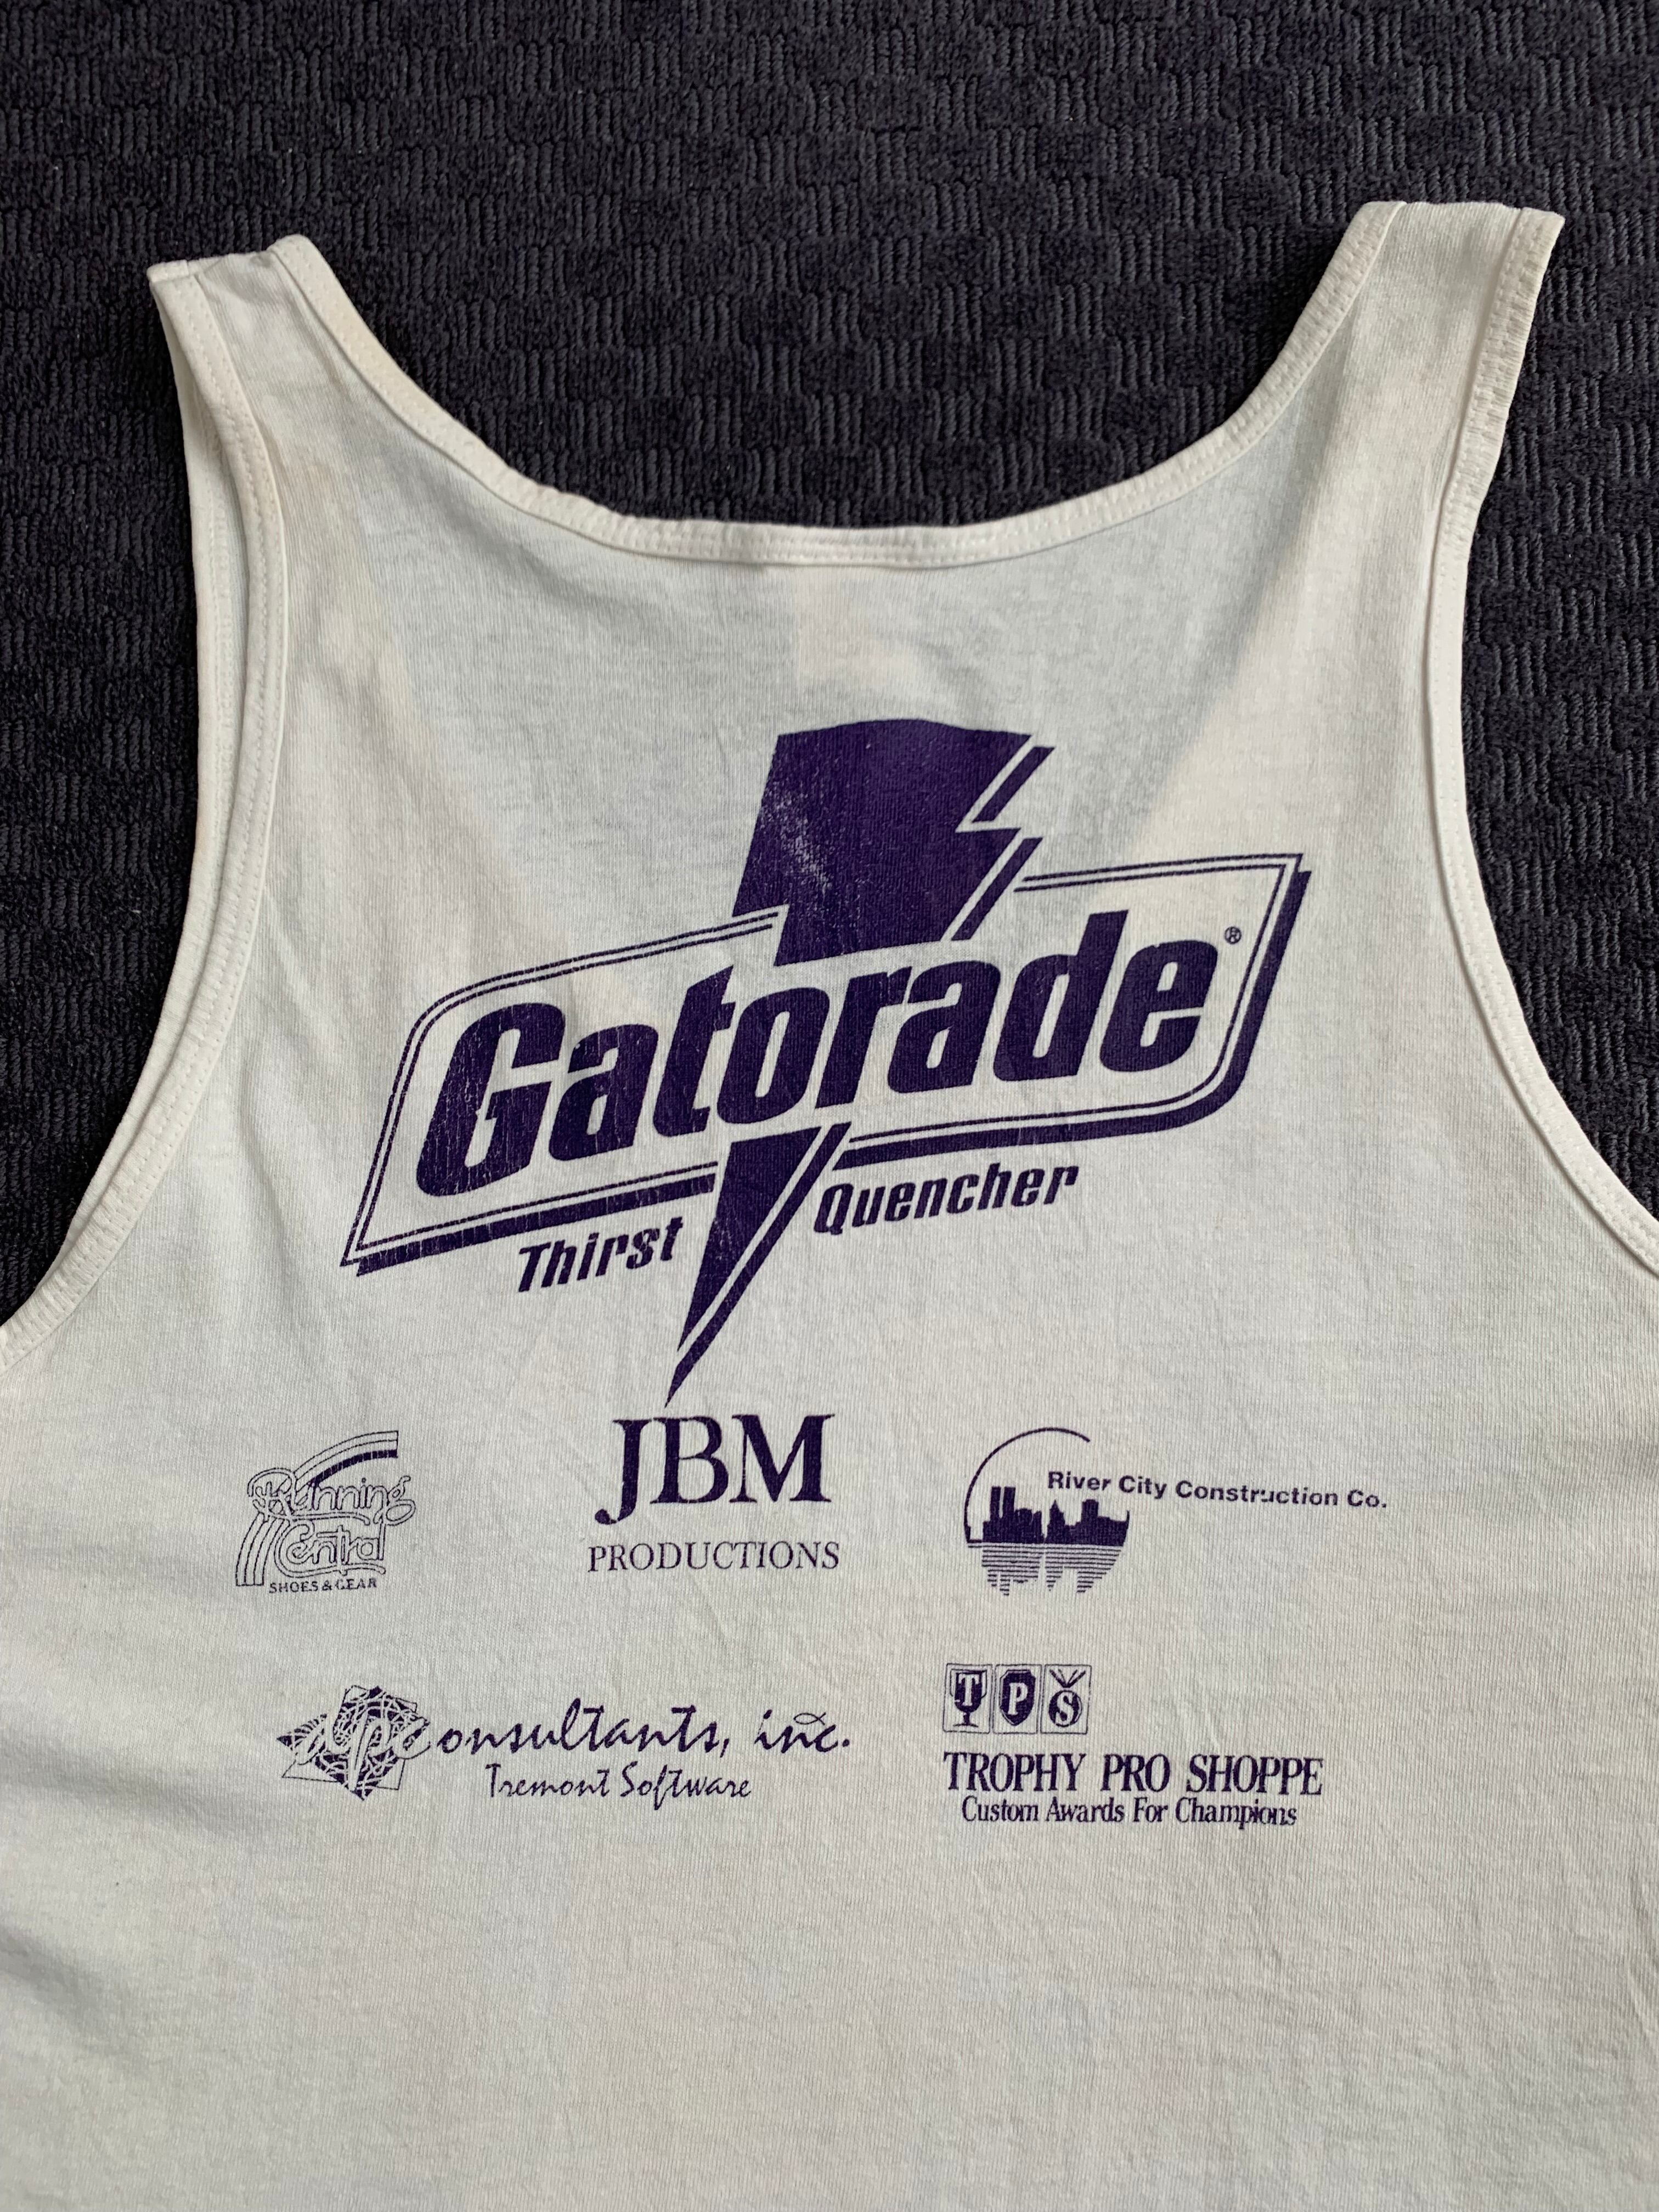 Gatorade®
Thirst Quencher
Running
Central
SHOES & GEAR
JBM
PRODUCTIONS
River City Construction Co.
dpConsultants, inc.
Tremont Software
TPS
TROPHY PRO SHOPPE
Custom Awards For Champions